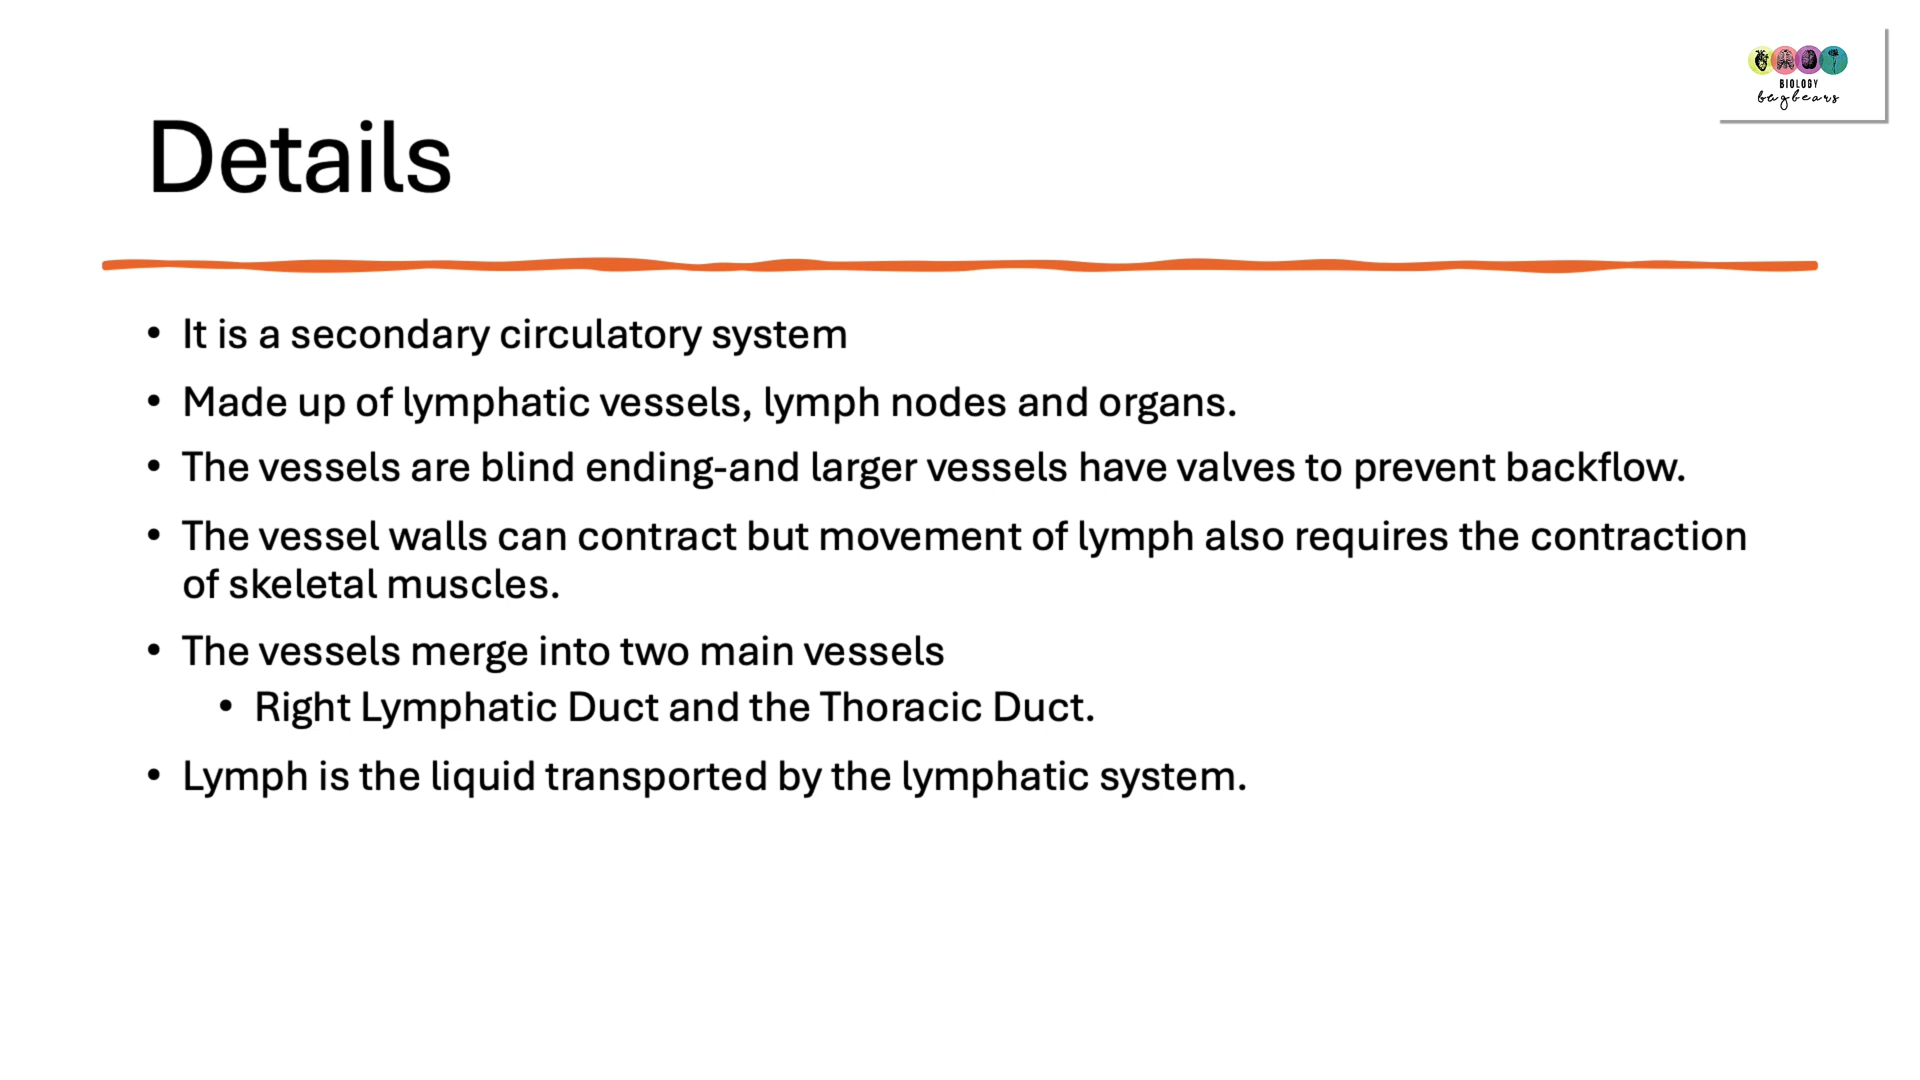 BIOLOGY
bugbears
Details
• It is a secondary circulatory system
• Made up of lymphatic vessels, lymph nodes and organs.
• The vessels are blind ending-and larger vessels have valves to prevent backflow.
• The vessel walls can contract but movement of lymph also requires the contraction
of skeletal muscles.
• The vessels merge into two main vessels
• Right Lymphatic Duct and the Thoracic Duct.
• Lymph is the liquid transported by the lymphatic system.